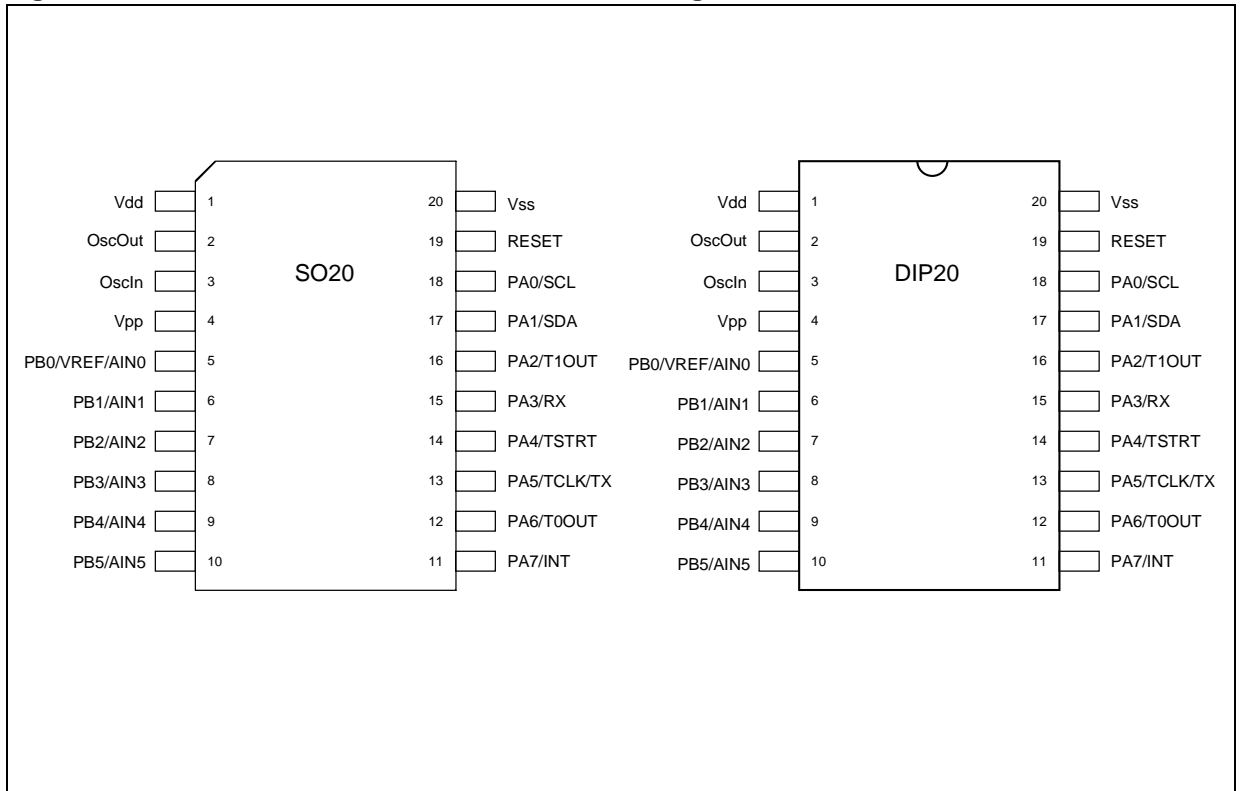 SO20
Vdd 1
OscOut 2
OscIn 3
Vpp 4
PB0/VREF/AIN0 5
PB1/AIN1 6
PB2/AIN2 7
PB3/AIN3 8
PB4/AIN4 9
PB5/AIN5 10
20 Vss
19 RESET
18 PA0/SCL
17 PA1/SDA
16 PA2/T1OUT
15 PA3/RX
14 PA4/TSTRT
13 PA5/TCLK/TX
12 PA6/T0OUT
11 PA7/INT
DIP20
Vdd 1
OscOut 2
OscIn 3
Vpp 4
PB0/VREF/AIN0 5
PB1/AIN1 6
PB2/AIN2 7
PB3/AIN3 8
PB4/AIN4 9
PB5/AIN5 10
20 Vss
19 RESET
18 PA0/SCL
17 PA1/SDA
16 PA2/T1OUT
15 PA3/RX
14 PA4/TSTRT
13 PA5/TCLK/TX
12 PA6/T0OUT
11 PA7/INT